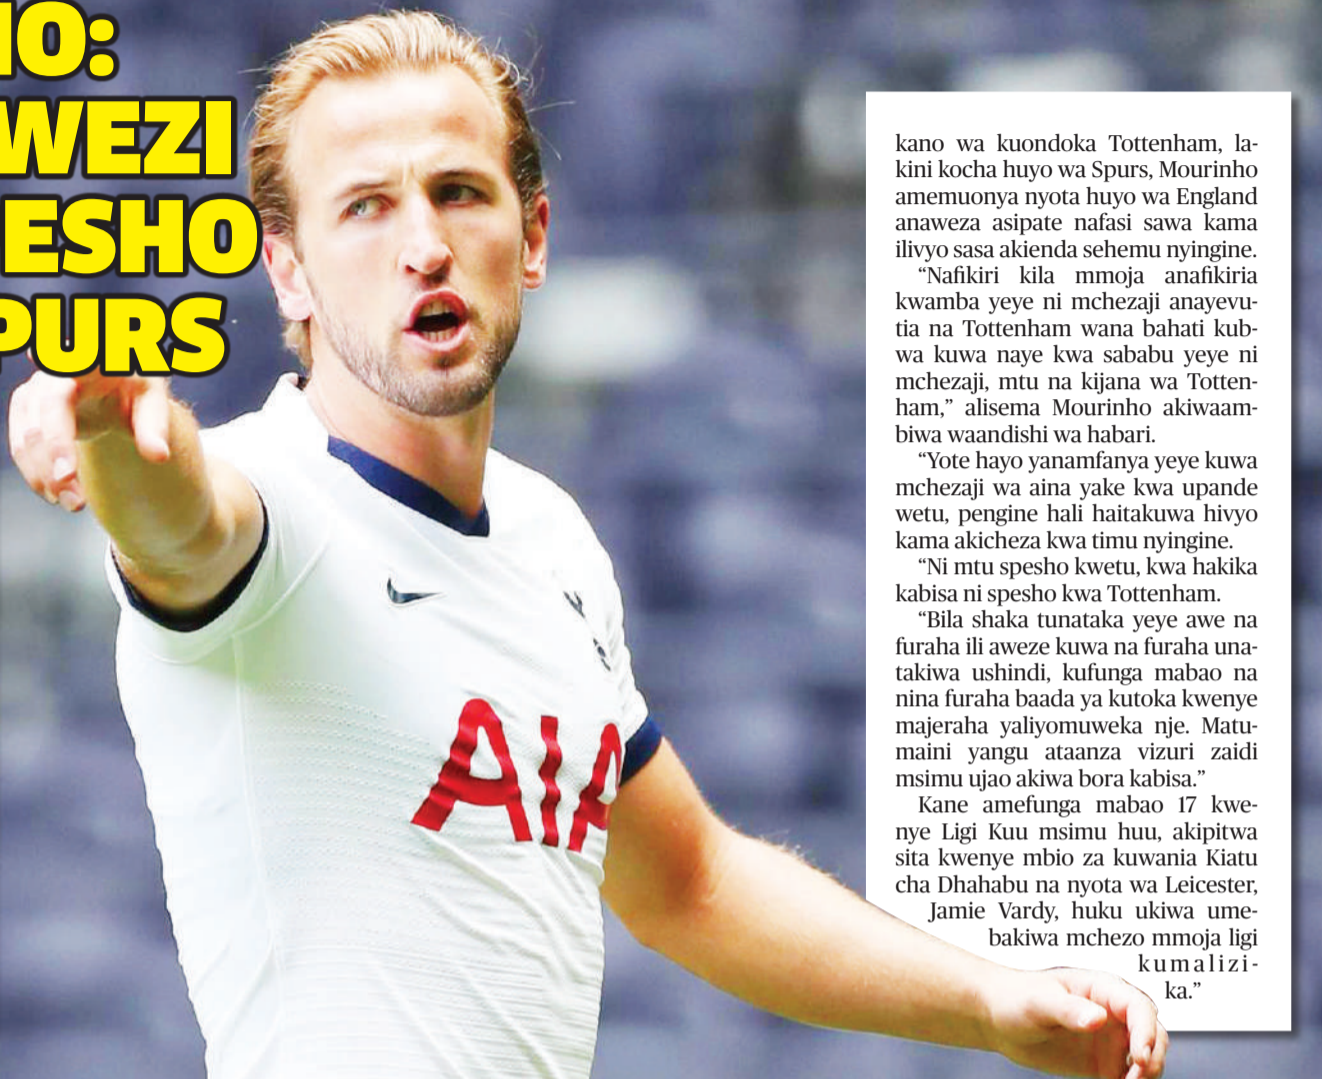 IO:
WEZI
ESHO
PURS
kano wa kuondoka Tottenham, la-
kini kocha huyo wa Spurs, Mourinho
amemuonya nyota huyo wa England
anaweza asipate nafasi sawa kama
ilivyo sasa akienda sehemu nyingine.
“Nafikiri kila mmoja anafikiria
kwamba yeye ni mchezaji anayevu-
tia na Tottenham wana bahati kub-
wa kuwa naye kwa sababu yeye ni
mchezaji, mtu na kijana wa Totten-
ham,” alisema Mourinho akiwaam-
biwa waandishi wa habari.
“Yote hayo yanamfanya yeye kuwa
mchezaji wa aina yake kwa upande
wetu, pengine hali haitakuwa hivyo
kama akicheza kwa timu nyingine.
“Ni mtu spesho kwetu, kwa hakika
kabisa ni spesho kwa Tottenham.
“Bila shaka tunataka yeye awe na
furaha ili aweze kuwa na furaha una-
takiwa ushindi, kufunga mabao na
nina furaha baada ya kutoka kwenye
majeraha yaliyomuweka nje. Matu-
maini yangu ataanza vizuri zaidi
msimu ujao akiwa bora kabisa.”
Kane amefunga mabao 17 kwe-
nye Ligi Kuu msimu huu, akipitwa
sita kwenye mbio za kuwania Kiatu
cha Dhahabu na nyota wa Leicester,
Jamie Vardy, huku ukiwa ume-
bakiwa mchezo mmoja ligi
kumalizi-
ka.”
AIA